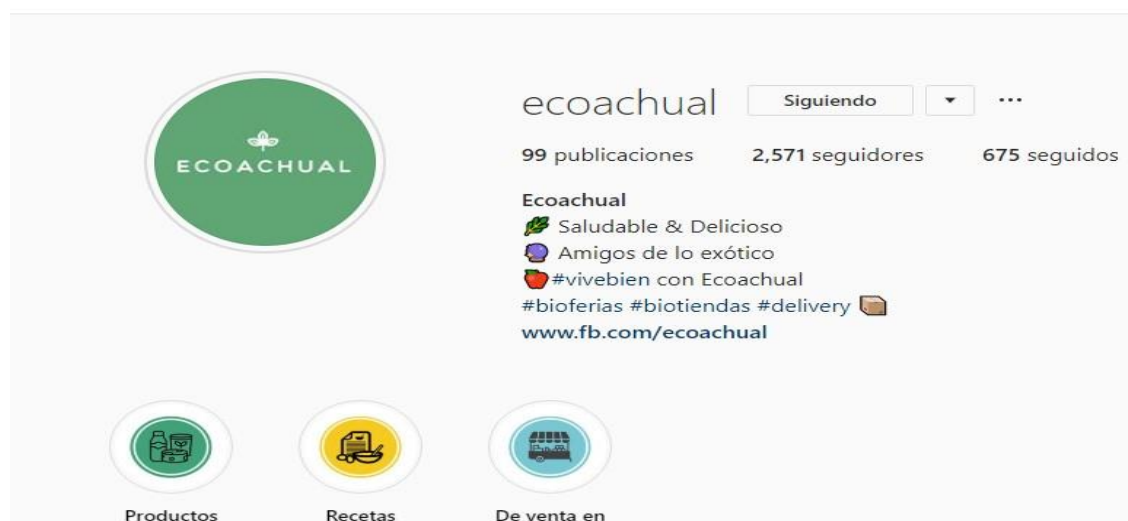 ECOACHUAL
ecoachual Siguiendo ...
99 publicaciones 2,571 seguidores 675 seguidos
Ecoachual
🥬 Saludable & Delicioso
🔮 Amigos de lo exótico
🍎#vivebien con Ecoachual
#bioferias #biotiendas #delivery 📦
www.fb.com/ecoachual
Productos Recetas De venta en